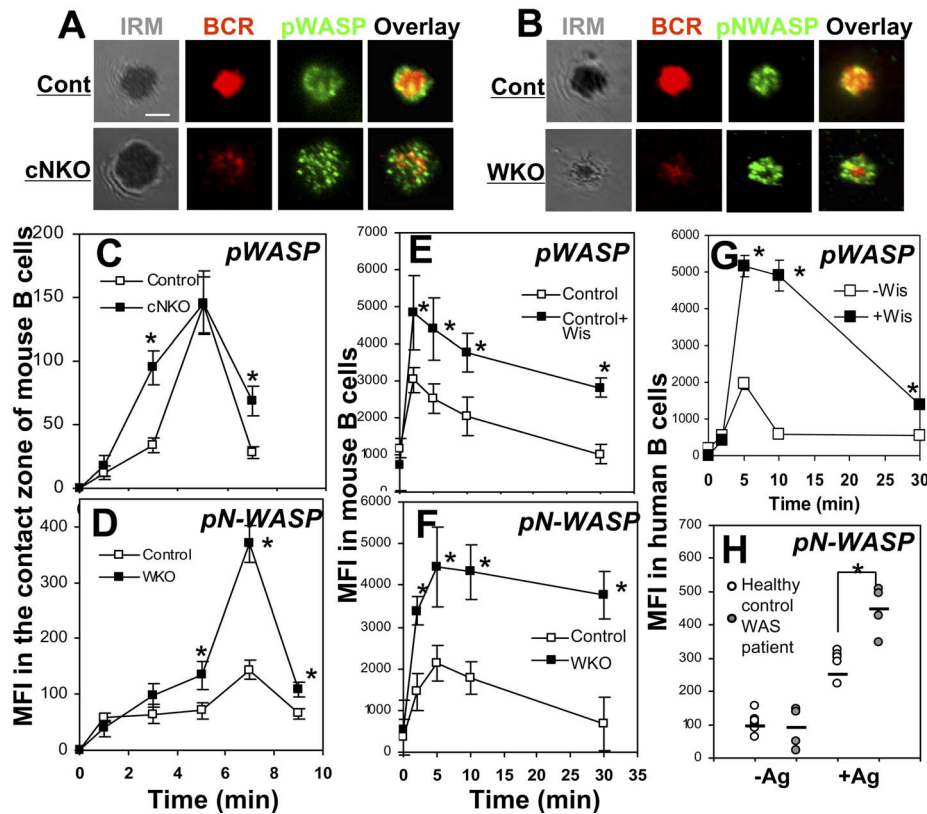 A
IRM BCR pWASP Overlay
Cont
cNKO
B
IRM BCR pNWASP Overlay
Cont
WKO
MFI in the contact zone of mouse B cells
C
pWASP
Control
cNKO
200
150
100
50
0
D
pN-WASP
Control
WKO
400
300
200
100
0
0 2 4 6 8 10
Time (min)
MFI in mouse B cells
E
pWASP
Control
Control+
Wis
6000
5000
4000
3000
2000
1000
0
F
pN-WASP
Control
WKO
6000
5000
4000
3000
2000
1000
0
0 5 10 15 20 25 30 35
Time (min)
MFI in human B cells
G
pWASP
-Wis
+Wis
6000
5000
4000
3000
2000
1000
0
0 5 10 15 20 25 30
Time (min)
H
pN-WASP
Healthy
control
WAS
patient
700
600
500
400
300
200
100
0
-Ag +Ag
* * * * * * * * * * * * * * * * *